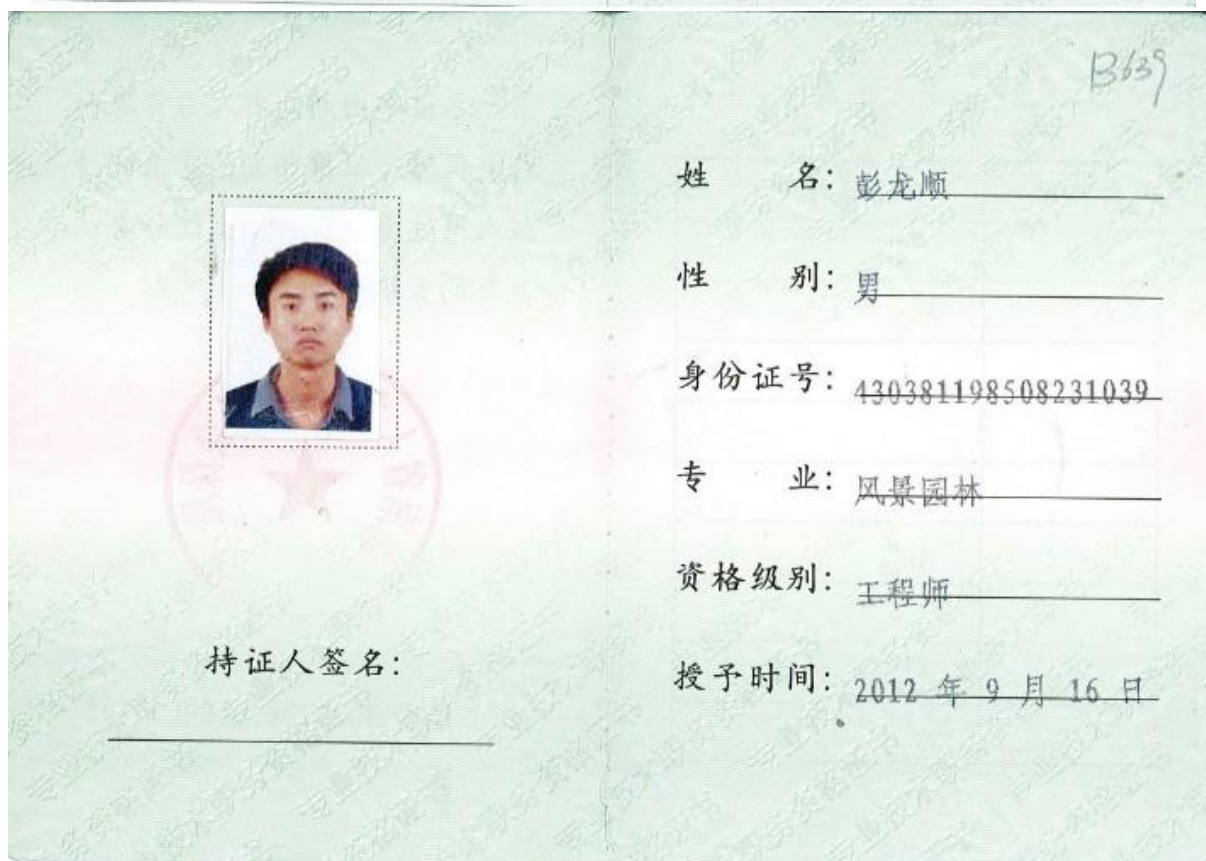 B639
姓 名: 彭龙顺
性 别: 男
身份证号: 430381198508231039
专 业: 风景园林
资格级别: 工程师
授予时间: 2012 年 9 月 16 日
持证人签名: